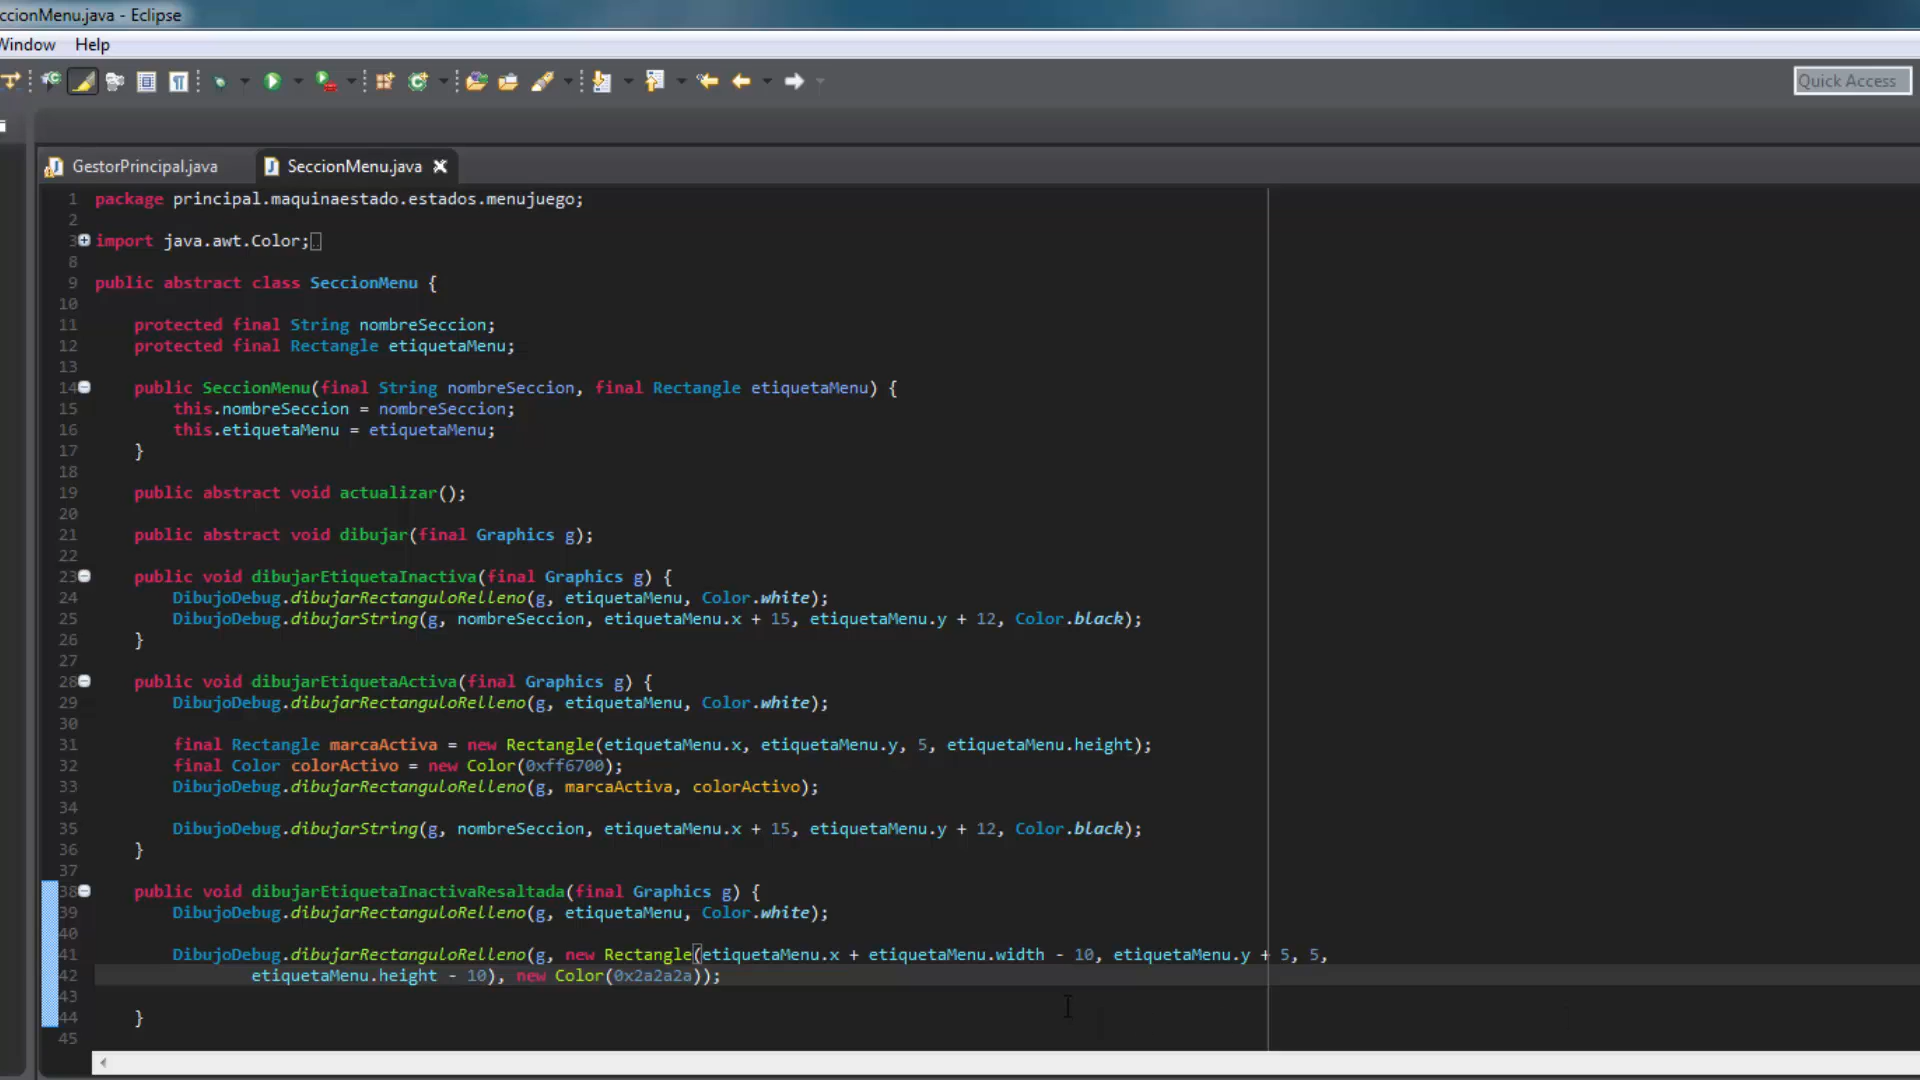 ccionMenu.java - Eclipse
Window Help
Quick Access
GestorPrincipal.java SeccionMenu.java
1 package principal.maquinaestado.estados.menujuego;
2
3 import java.awt.Color;
8
9 public abstract class SeccionMenu {
10
11 protected final String nombreSeccion;
12 protected final Rectangle etiquetaMenu;
13
14 public SeccionMenu(final String nombreSeccion, final Rectangle etiquetaMenu) {
15 this.nombreSeccion = nombreSeccion;
16 this.etiquetaMenu = etiquetaMenu;
17 }
18
19 public abstract void actualizar();
20
21 public abstract void dibujar(final Graphics g);
22
23 public void dibujarEtiquetaInactiva(final Graphics g) {
24 DibujoDebug.dibujarRectanguloRelleno(g, etiquetaMenu, Color.white);
25 DibujoDebug.dibujarString(g, nombreSeccion, etiquetaMenu.x + 15, etiquetaMenu.y + 12, Color.black);
26 }
27
28 public void dibujarEtiquetaActiva(final Graphics g) {
29 DibujoDebug.dibujarRectanguloRelleno(g, etiquetaMenu, Color.white);
30
31 final Rectangle marcaActiva = new Rectangle(etiquetaMenu.x, etiquetaMenu.y, 5, etiquetaMenu.height);
32 final Color colorActivo = new Color(0xff6700);
33 DibujoDebug.dibujarRectanguloRelleno(g, marcaActiva, colorActivo);
34
35 DibujoDebug.dibujarString(g, nombreSeccion, etiquetaMenu.x + 15, etiquetaMenu.y + 12, Color.black);
36 }
37
38 public void dibujarEtiquetaInactivaResaltada(final Graphics g) {
39 DibujoDebug.dibujarRectanguloRelleno(g, etiquetaMenu, Color.white);
40
41 DibujoDebug.dibujarRectanguloRelleno(g, new Rectangle(etiquetaMenu.x + etiquetaMenu.width - 10, etiquetaMenu.y + 5, 5,
42 etiquetaMenu.height - 10), new Color(0x2a2a2a));
43
44 }
45